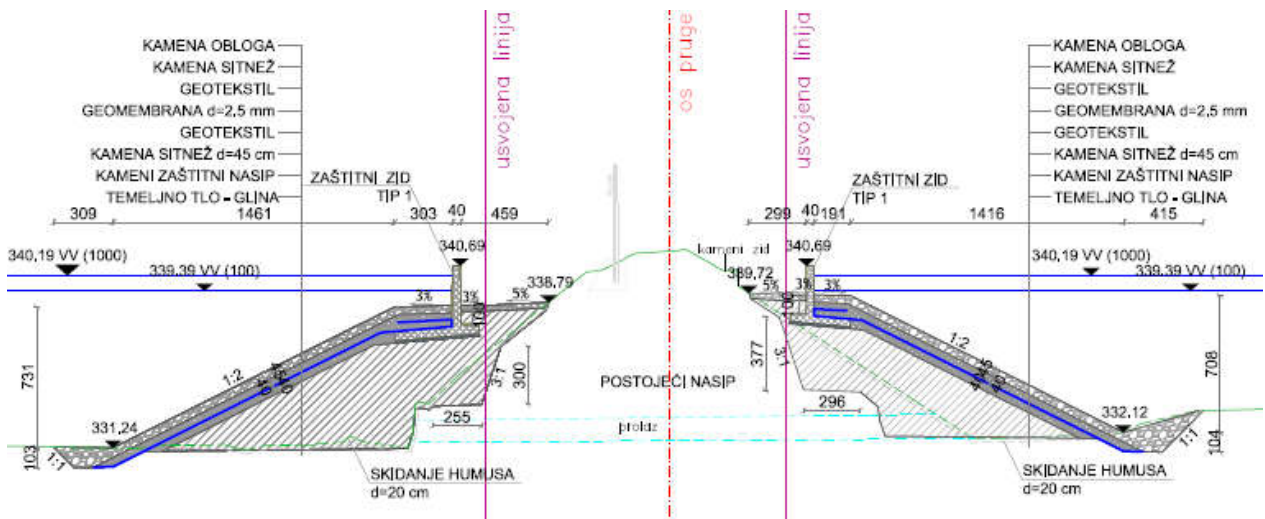 KAMENA OBLOGA
KAMENA SITNEŽ
GEOTEKSTIL
GEOMEMBRANA d=2,5 mm
GEOTEKSTIL
KAMENA SITNEŽ d=45 cm
KAMENI ZAŠTITNI NASIP
TEMELJNO TLO - GLINA
ZAŠTITNI ZID
TIP 1
309
1461
303
40
459
usvojena linija
os pruge
usvojena linija
KAMENA OBLOGA
KAMENA SITNEŽ
GEOTEKSTIL
GEOMEMBRANA d=2,5 mm
GEOTEKSTIL
KAMENA SITNEŽ d=45 cm
KAMENI ZAŠTITNI NASIP
TEMELJNO TLO - GLINA
ZAŠTITNI ZID
TIP 1
299
40
191
1416
415
340,19 VV (1000)
339,39 VV (100)
340,69
338,79
3%
3%
5%
100
kameni zid
339,72
340,69
5%
3%
3%
100
340,19 VV (1000)
339,39 VV (100)
731
103
1:2
331,24
1:1
3:1
300
255
POSTOJEĆI NASIP
prolaz
377
3:1
296
1:2
332,12
1:1
708
104
SKIDANJE HUMUSA
d=20 cm
SKIDANJE HUMUSA
d=20 cm